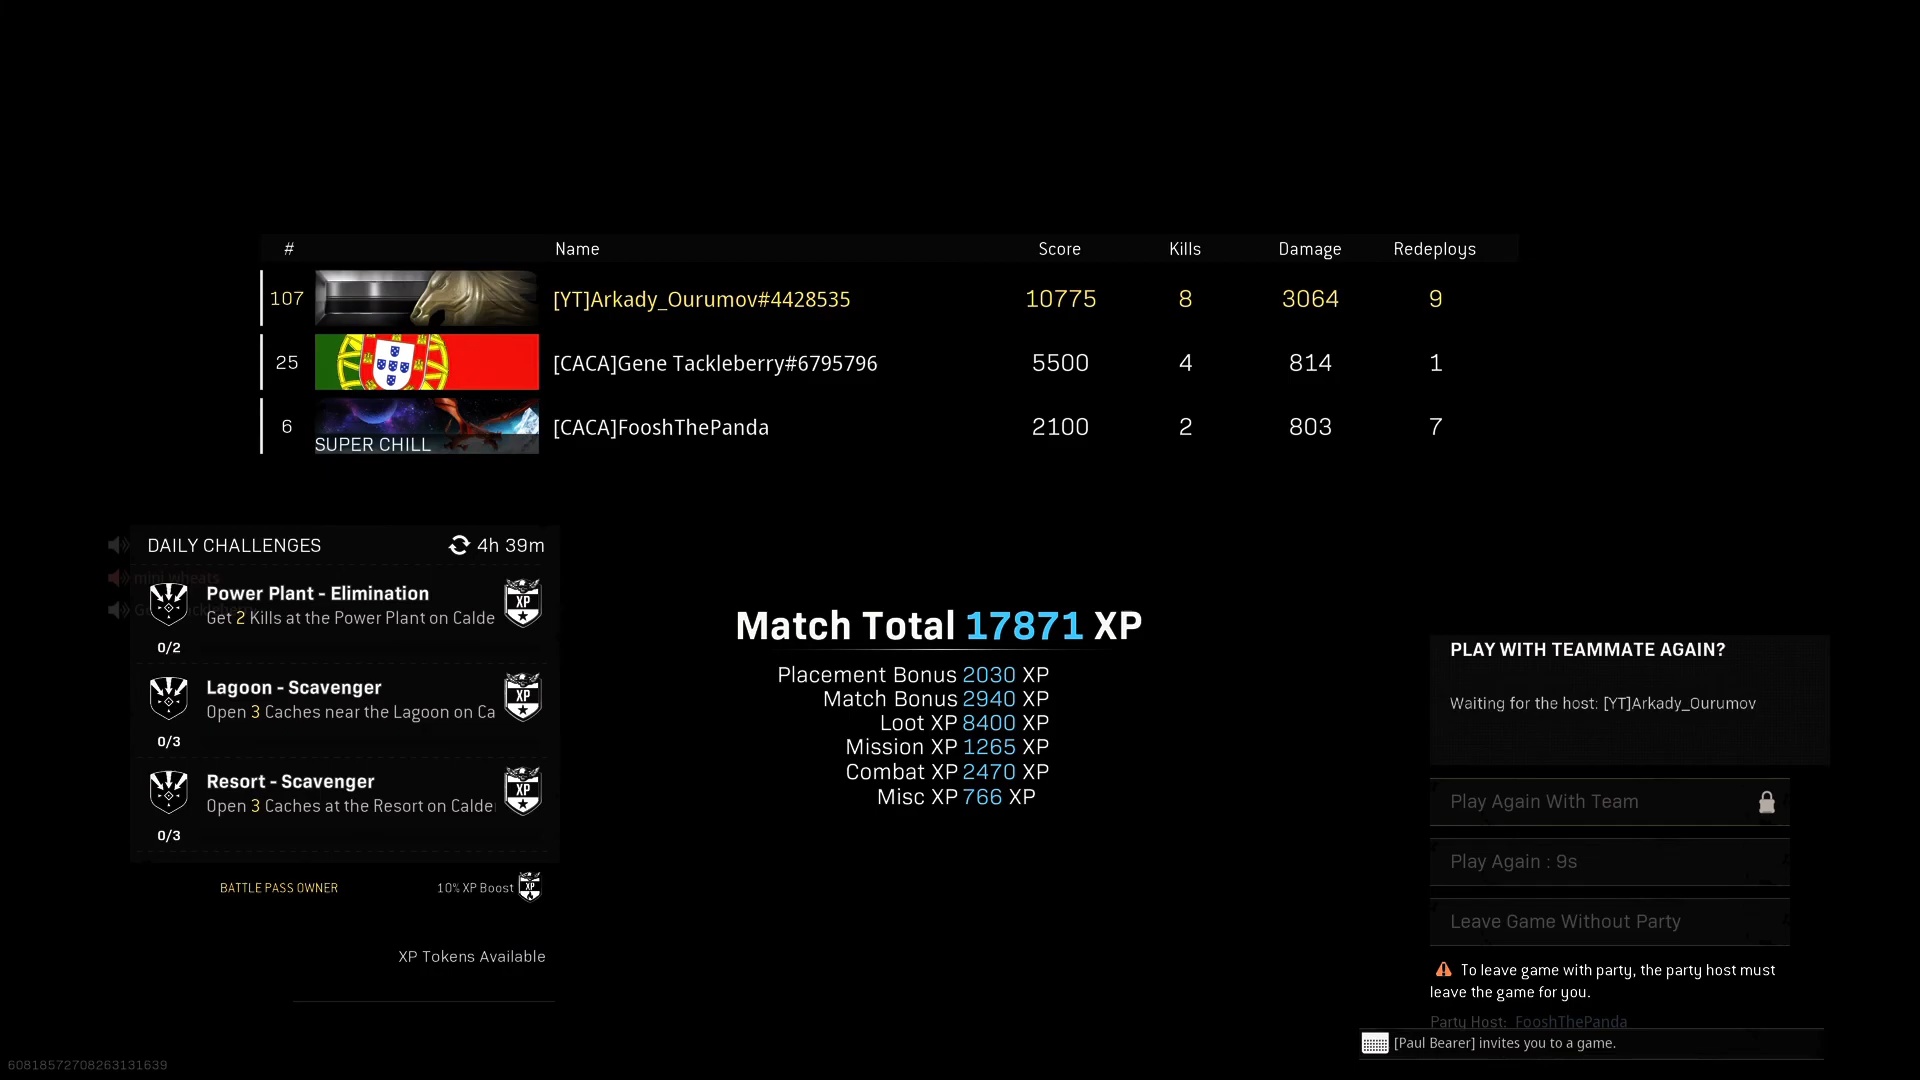 # Name Score Kills Damage Redeploys
107 [YT]Arkady_Ourumov#4428535 10775 8 3064 9
25 [CACA]Gene Tackleberry#6795796 5500 4 814 1
6 SUPER CHILL [CACA]FooshThePanda 2100 2 803 7
DAILY CHALLENGES 4h 39m
mini wheats
Power Plant - Elimination XP
Get 2 Kills at the Power Plant on Calde
0/2
Lagoon - Scavenger XP
Open 3 Caches near the Lagoon on Ca
0/3
Resort - Scavenger XP
Open 3 Caches at the Resort on Calde
0/3
BATTLE PASS OWNER 10% XP Boost XP
XP Tokens Available
Match Total 17871 XP
Placement Bonus 2030 XP
Match Bonus 2940 XP
Loot XP 8400 XP
Mission XP 1265 XP
Combat XP 2470 XP
Misc XP 766 XP
PLAY WITH TEAMMATE AGAIN?
Waiting for the host: [YT]Arkady_Ourumov
Play Again With Team
Play Again : 9s
Leave Game Without Party
To leave game with party, the party host must
leave the game for you.
Party Host: FooshThePanda
[Paul Bearer] invites you to a game.
60818572708263131639